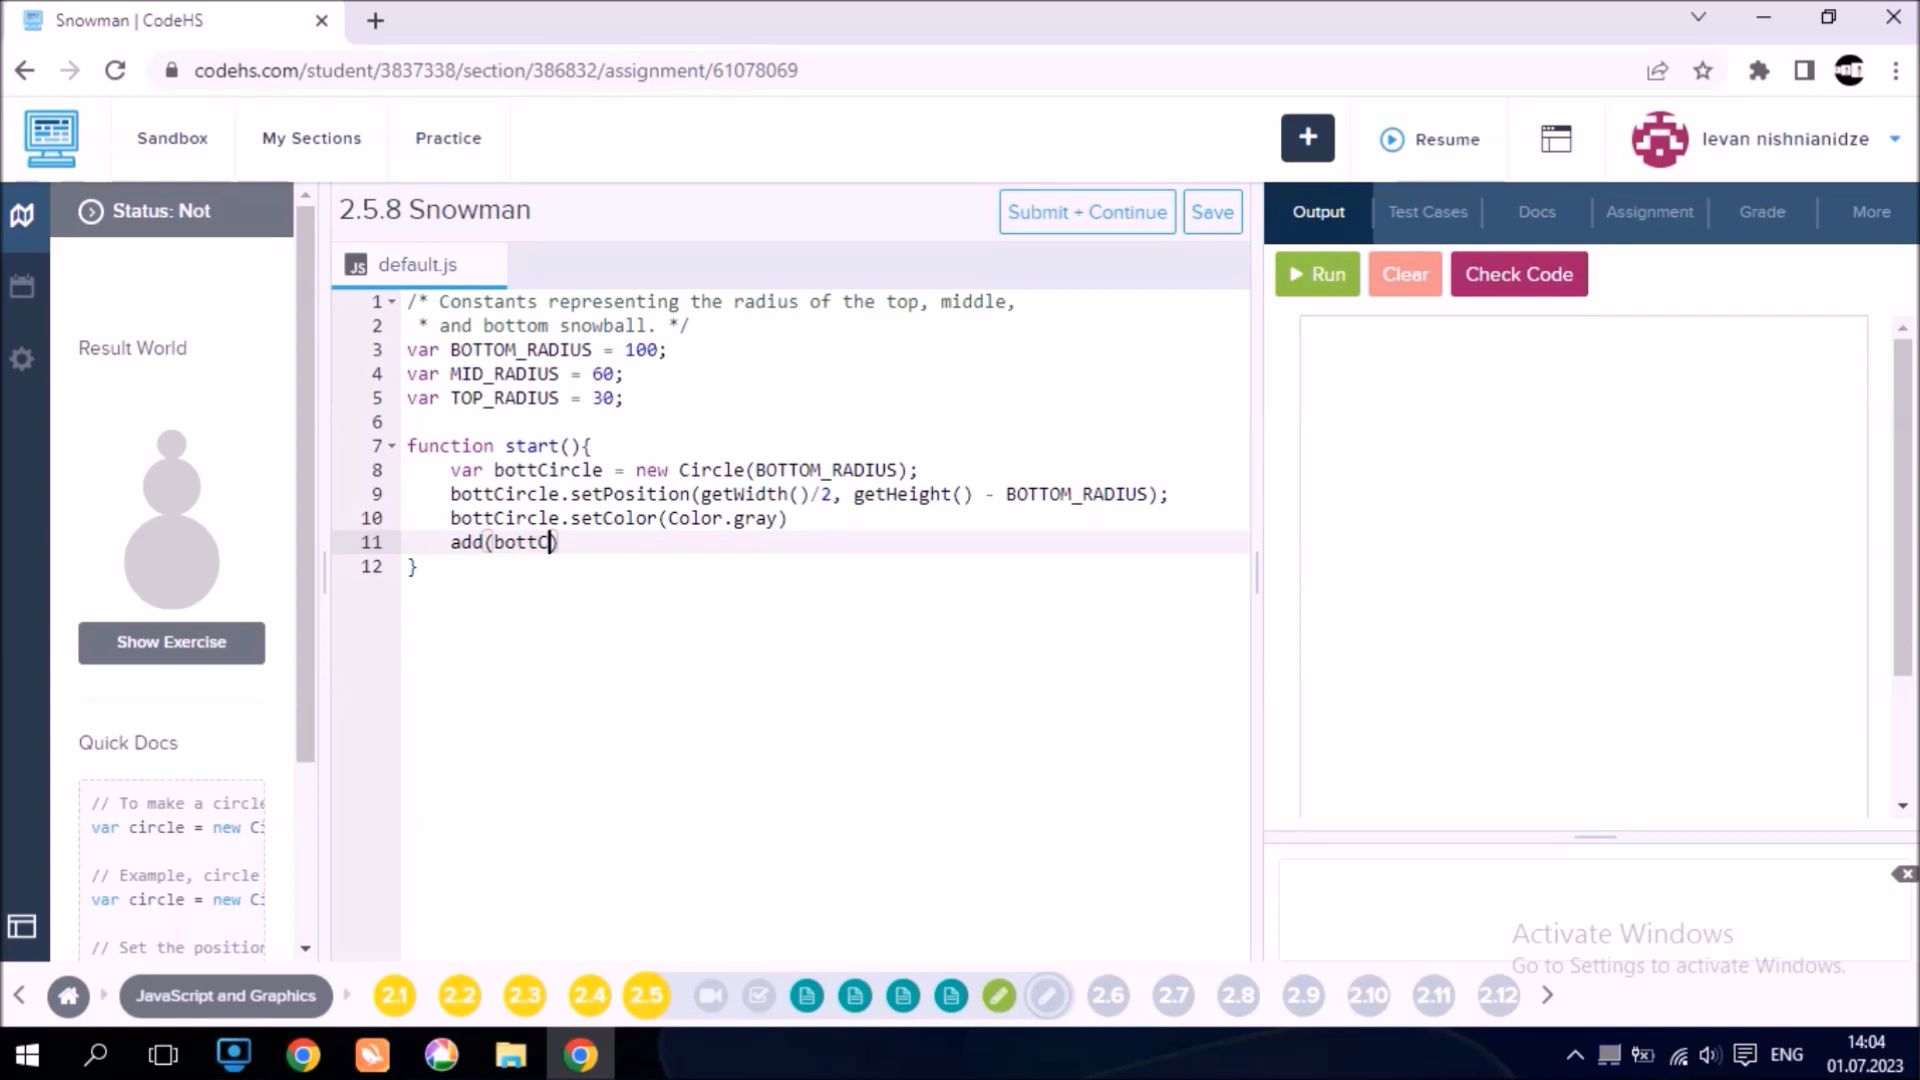 Snowman | CodeHS
codehs.com/student/3837338/section/386832/assignment/61078069
Sandbox
My Sections
Practice
Resume
levan nishnianidze
Status: Not
2.5.8 Snowman
Submit + Continue
Save
Output
Test Cases
Docs
Assignment
Grade
More
JS default.js
Run
Clear
Check Code
Result World
Show Exercise
Quick Docs
// To make a circle
var circle = new Ci
// Example, circle
var circle = new Ci
// Set the position
1 /* Constants representing the radius of the top, middle,
2 * and bottom snowball. */
3 var BOTTOM_RADIUS = 100;
4 var MID_RADIUS = 60;
5 var TOP_RADIUS = 30;
6
7 function start(){
8 var bottCircle = new Circle(BOTTOM_RADIUS);
9 bottCircle.setPosition(getWidth()/2, getHeight() - BOTTOM_RADIUS);
10 bottCircle.setColor(Color.gray)
11 add(bottC)
12 }
Activate Windows
Go to Settings to activate Windows.
JavaScript and Graphics
2.1
2.2
2.3
2.4
2.5
2.6
2.7
2.8
2.9
2.10
2.11
2.12
ENG
14:04
01.07.2023